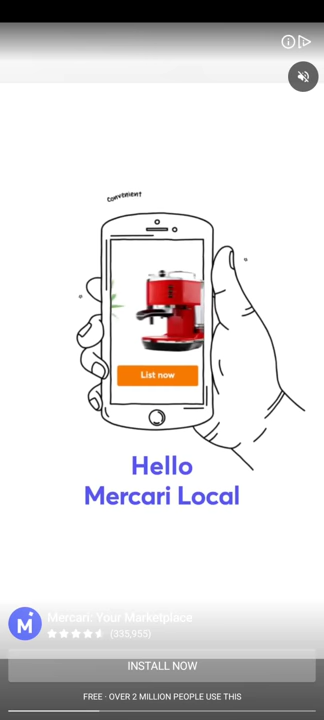 convenient
List now
Hello
Mercari Local
Mercari: Your Marketplace
(335,955)
INSTALL NOW
FREE · OVER 2 MILLION PEOPLE USE THIS